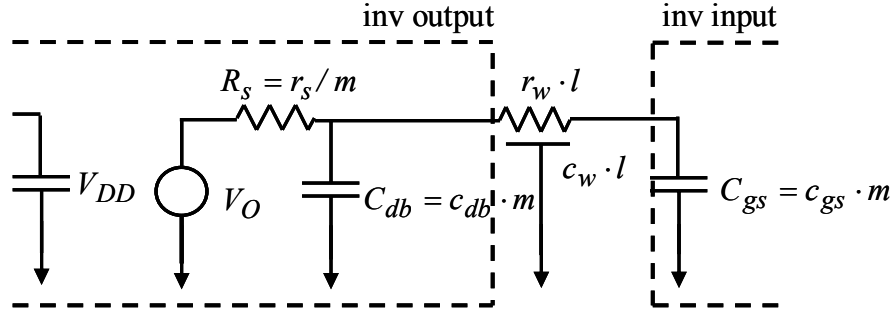 inv output
inv input
R_s = r_s / m
r_w · l
V_DD
V_O
C_db = c_db · m
c_w · l
C_gs = c_gs · m